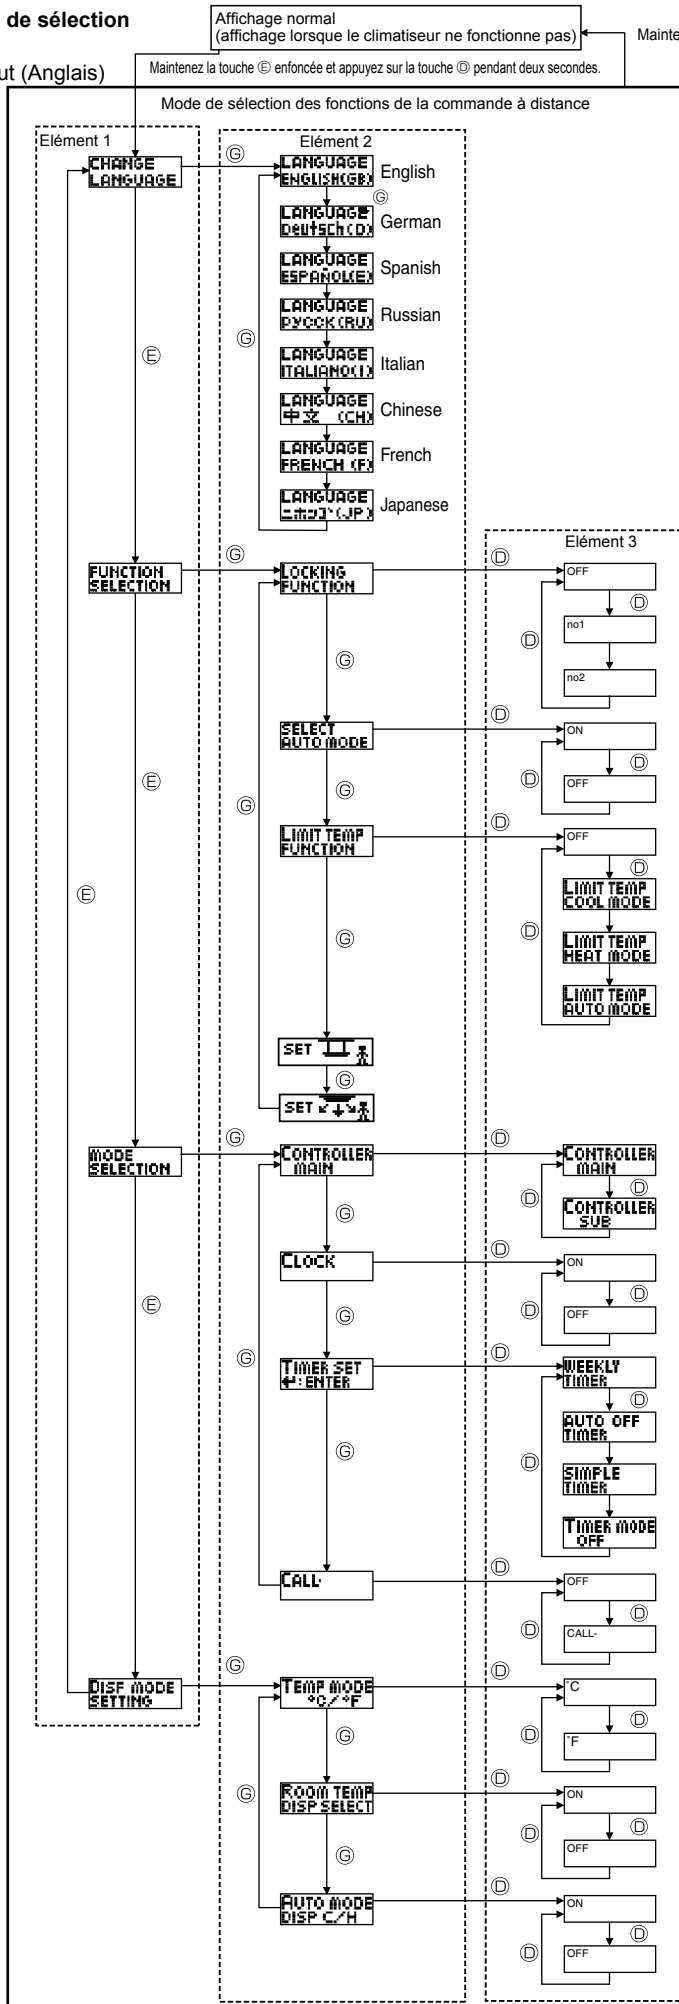 de sélection
Affichage normal
(affichage lorsque le climatiseur ne fonctionne pas)
Mainte
ut (Anglais)
Maintenez la touche Ⓔ enfoncée et appuyez sur la touche Ⓓ pendant deux secondes.
Mode de sélection des fonctions de la commande à distance
Elément 1
Elément 2
CHANGE
LANGUAGE
Ⓖ
LANGUAGE
ENGLISH(GB)
English
Ⓖ
LANGUAGE
Deutsch(D)
German
LANGUAGE
ESPAÑOL(E)
Spanish
LANGUAGE
РУССК(RU)
Russian
Ⓖ
Ⓔ
LANGUAGE
ITALIANO(I)
Italian
LANGUAGE
中文 (CH)
Chinese
LANGUAGE
FRENCH (F)
French
LANGUAGE
ニホンゴ(JP)
Japanese
Elément 3
FUNCTION
SELECTION
Ⓖ
LOCKING
FUNCTION
Ⓓ
OFF
Ⓓ
no1
Ⓓ
no2
Ⓖ
SELECT
AUTO MODE
Ⓓ
ON
Ⓓ
Ⓓ
OFF
Ⓔ
Ⓖ
Ⓖ
LIMIT TEMP
FUNCTION
Ⓓ
OFF
Ⓓ
LIMIT TEMP
COOL MODE
Ⓔ
Ⓓ
LIMIT TEMP
HEAT MODE
Ⓖ
LIMIT TEMP
AUTO MODE
SET
Ⓖ
SET
MODE
SELECTION
Ⓖ
CONTROLLER
MAIN
Ⓓ
CONTROLLER
MAIN
Ⓓ
Ⓓ
CONTROLLER
SUB
Ⓖ
CLOCK
Ⓓ
ON
Ⓓ
Ⓓ
OFF
Ⓔ
Ⓖ
Ⓖ
TIMER SET
↵:ENTER
Ⓓ
WEEKLY
TIMER
Ⓓ
AUTO OFF
TIMER
Ⓖ
Ⓓ
SIMPLE
TIMER
TIMER MODE
OFF
CALL-
Ⓓ
OFF
Ⓓ
Ⓓ
CALL-
DISP MODE
SETTING
Ⓖ
TEMP MODE
°C/°F
Ⓓ
°C
Ⓓ
Ⓓ
°F
Ⓖ
Ⓖ
ROOM TEMP
DISP SELECT
Ⓓ
ON
Ⓓ
Ⓓ
OFF
Ⓖ
AUTO MODE
DISP C/H
Ⓓ
ON
Ⓓ
Ⓓ
OFF